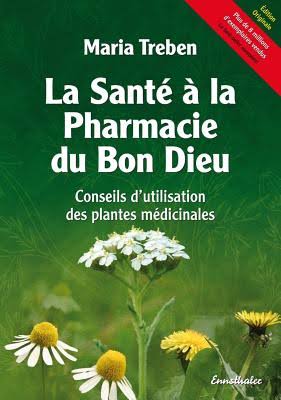 Édition
Originale
Plus de 8 millions
d'exemplaires vendus
Maria Treben
La Santé à la
Pharmacie
du Bon Dieu
Conseils d'utilisation
des plantes médicinales
Ennsthaler